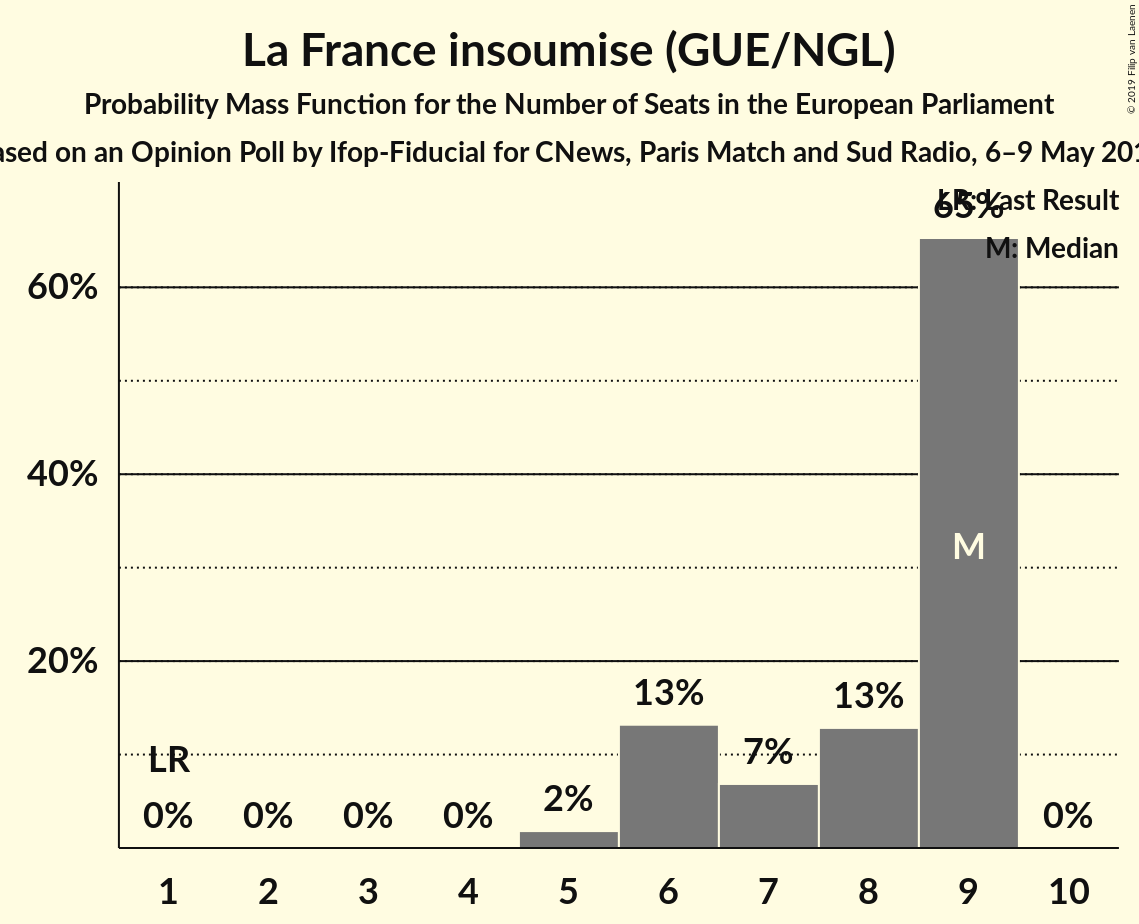 La France insoumise (GUE/NGL)
Probability Mass Function for the Number of Seats in the European Parliament
ased on an Opinion Poll by Ifop-Fiducial for CNews, Paris Match and Sud Radio, 6–9 May 201
© 2019 Filip van Laenen
LR: Last Result
M: Median
65%
60%
40%
20%
M
13%
7%
13%
2%
LR
0%
0%
0%
0%
0%
1
2
3
4
5
6
7
8
9
10